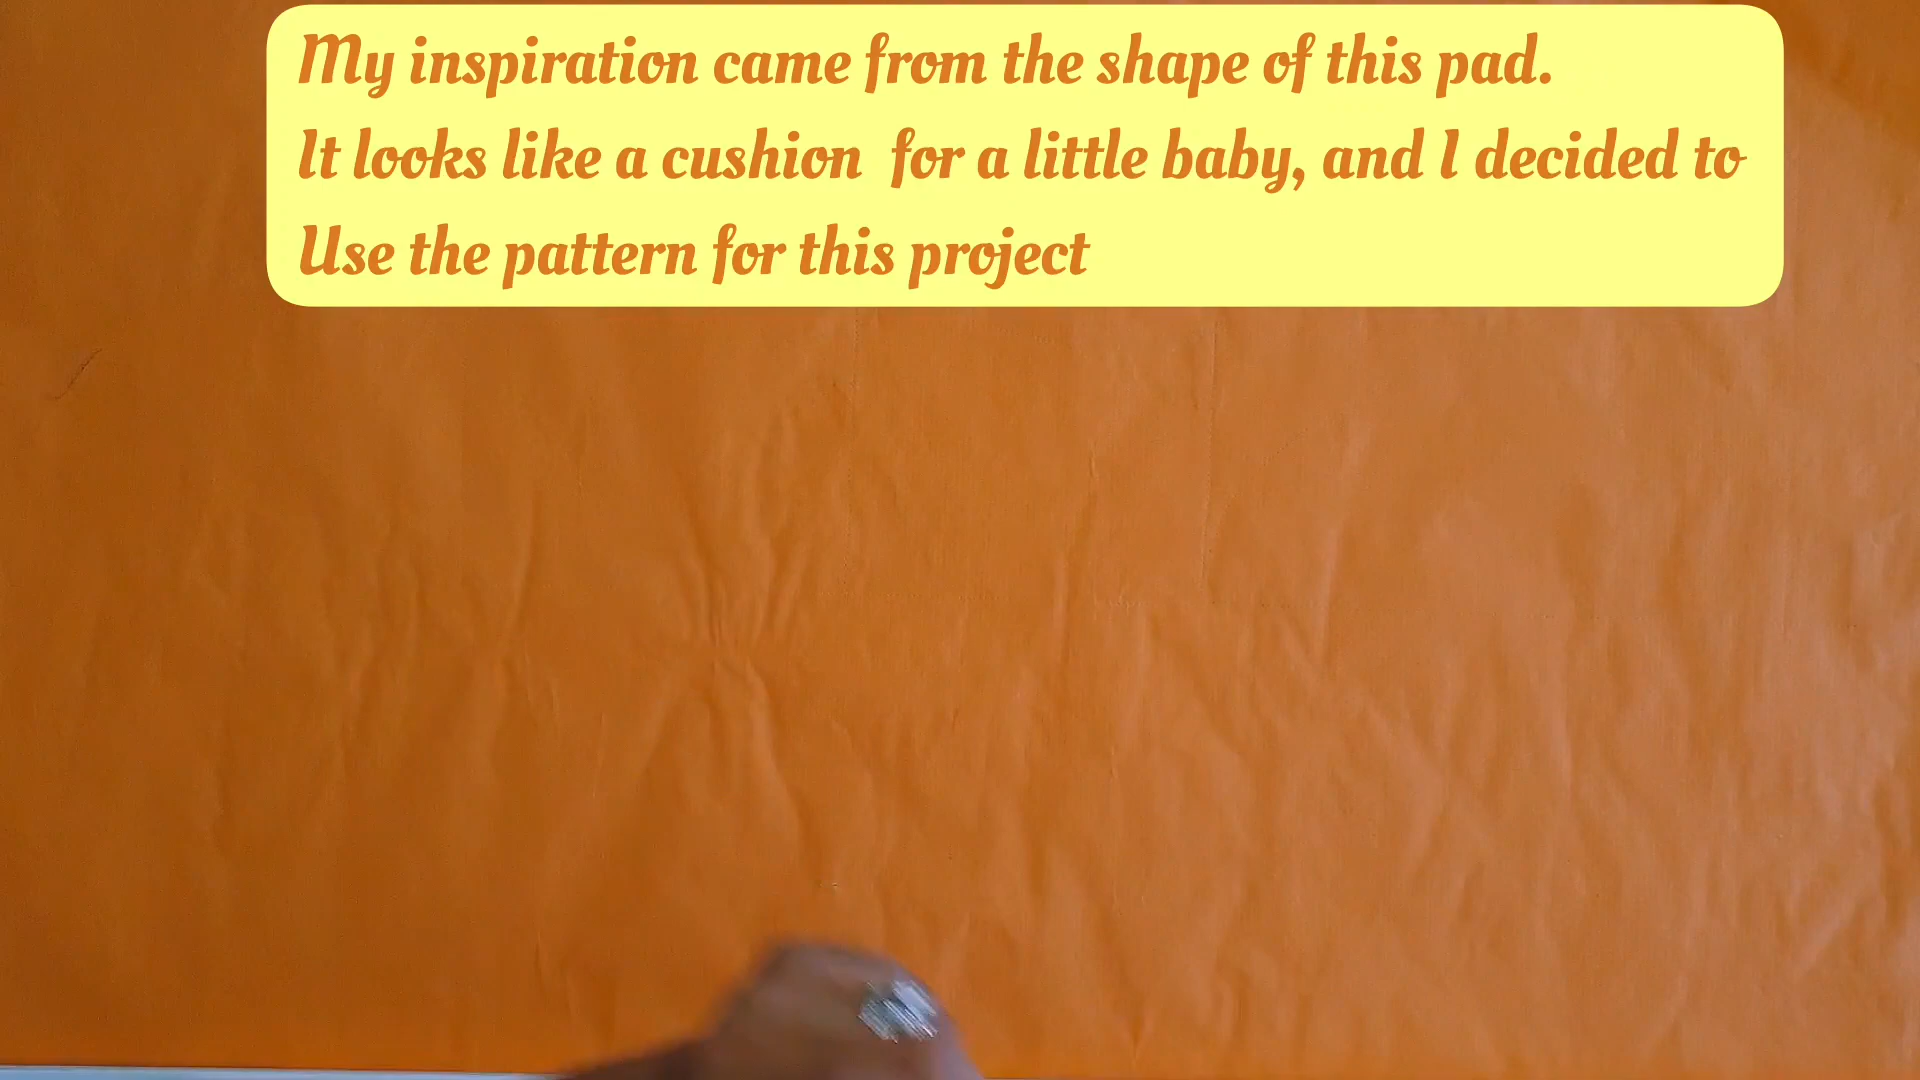 My inspiration came from the shape of this pad.
It looks like a cushion for a little baby, and I decided to
Use the pattern for this project